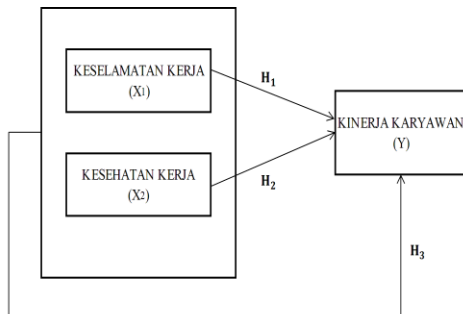 KESELAMATAN KERJA
(X1)
H1
KINERJA KARYAWAN
(Y)
KESEHATAN KERJA
(X2)
H2
H3